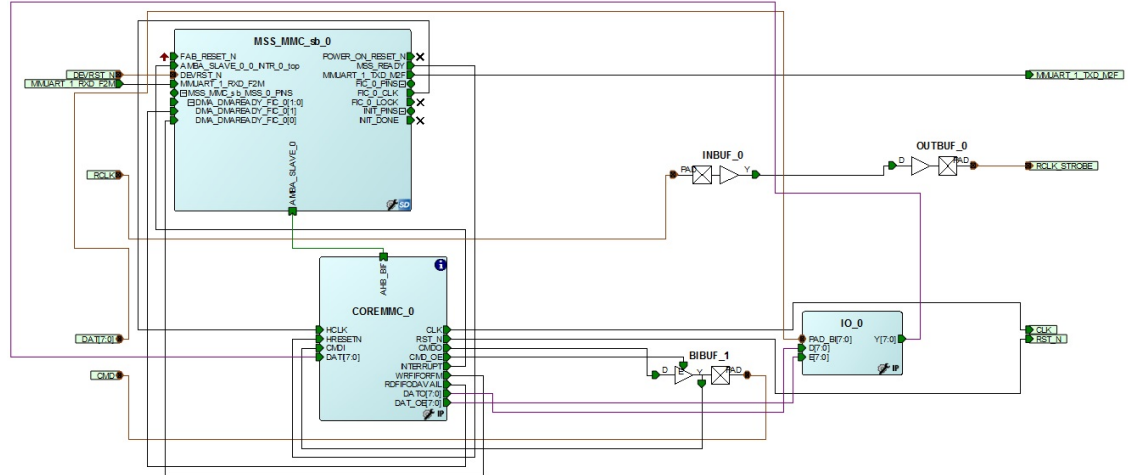 MSS_MMC_sb_0
FAB_RESET_N
AMBA_SLAVE_0_0_INTR_0_top
DEVRST_N
MMUART_1_RXD_F2M
MSS_MMC_sb_MSS_0_PINS
DMA_DMAREADY_FIC_0[1:0]
DMA_DMAREADY_FIC_0[1]
DMA_DMAREADY_FIC_0[0]
POWER_ON_RESET_N
MSS_READY
MMUART_1_TXD_M2F
FIC_0_PINS
FIC_0_CLK
FIC_0_LOCK
INIT_PINS
INIT_DONE
AMBA_SLAVE_0
SD
DEVRST_N
MMUART_1_RXD_F2M
MMUART_1_TXD_M2F
RCLK
INBUF_0
PAD
Y
OUTBUF_0
D
PAD
RCLK_STROBE
AHB_BIF
COREMMC_0
HCLK
HRESETN
CMDI
DATI[7:0]
CLK
RST_N
CMDO
CMD_OE
INTERRUPT
WRFIFORFM
RDFIFODAVAIL
DATO[7:0]
DAT_OE[7:0]
IP
BIBUF_1
D
E
Y
PAD
IO_0
PAD_BI[7:0]
D[7:0]
E[7:0]
Y[7:0]
IP
CLK
RST_N
DAT[7:0]
CMD